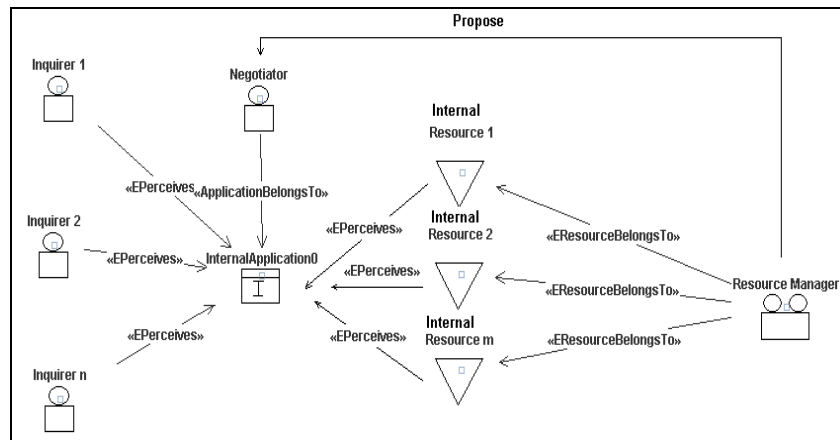 Propose
Inquirer 1
Negotiator
Internal
Resource 1
«EPerceives
«ApplicationBelongsTo»
Inquirer 2
InternalApplication0
«EPerceives»
«EPerceives»
Internal
Resource 2
«EResourceBelongsTo»
«EPerceives»
«EResourceBelongsTo»
Resource Manager
«EPerceives»
Internal
Resource m
«EPerceives»
«EResourceBelongsTo»
Inquirer n